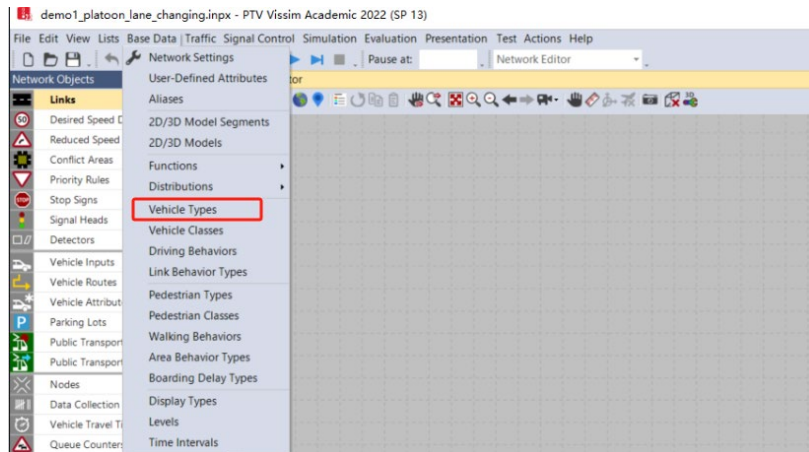 demo1_platoon_lane_changing.inpx - PTV Vissim Academic 2022 (SP 13)
File Edit View Lists Base Data Traffic Signal Control Simulation Evaluation Presentation Test Actions Help
Pause at: Network Editor
Network Objects
Links
Desired Speed D
Reduced Speed
Conflict Areas
Priority Rules
Stop Signs
Signal Heads
Detectors
Vehicle Inputs
Vehicle Routes
Vehicle Attribut
Parking Lots
Public Transport
Public Transport
Nodes
Data Collection
Vehicle Travel Ti
Queue Counters
Network Settings
User-Defined Attributes
Aliases
2D/3D Model Segments
2D/3D Models
Functions
Distributions
Vehicle Types
Vehicle Classes
Driving Behaviors
Link Behavior Types
Pedestrian Types
Pedestrian Classes
Walking Behaviors
Area Behavior Types
Boarding Delay Types
Display Types
Levels
Time Intervals
tor
50
STOP
P
3D